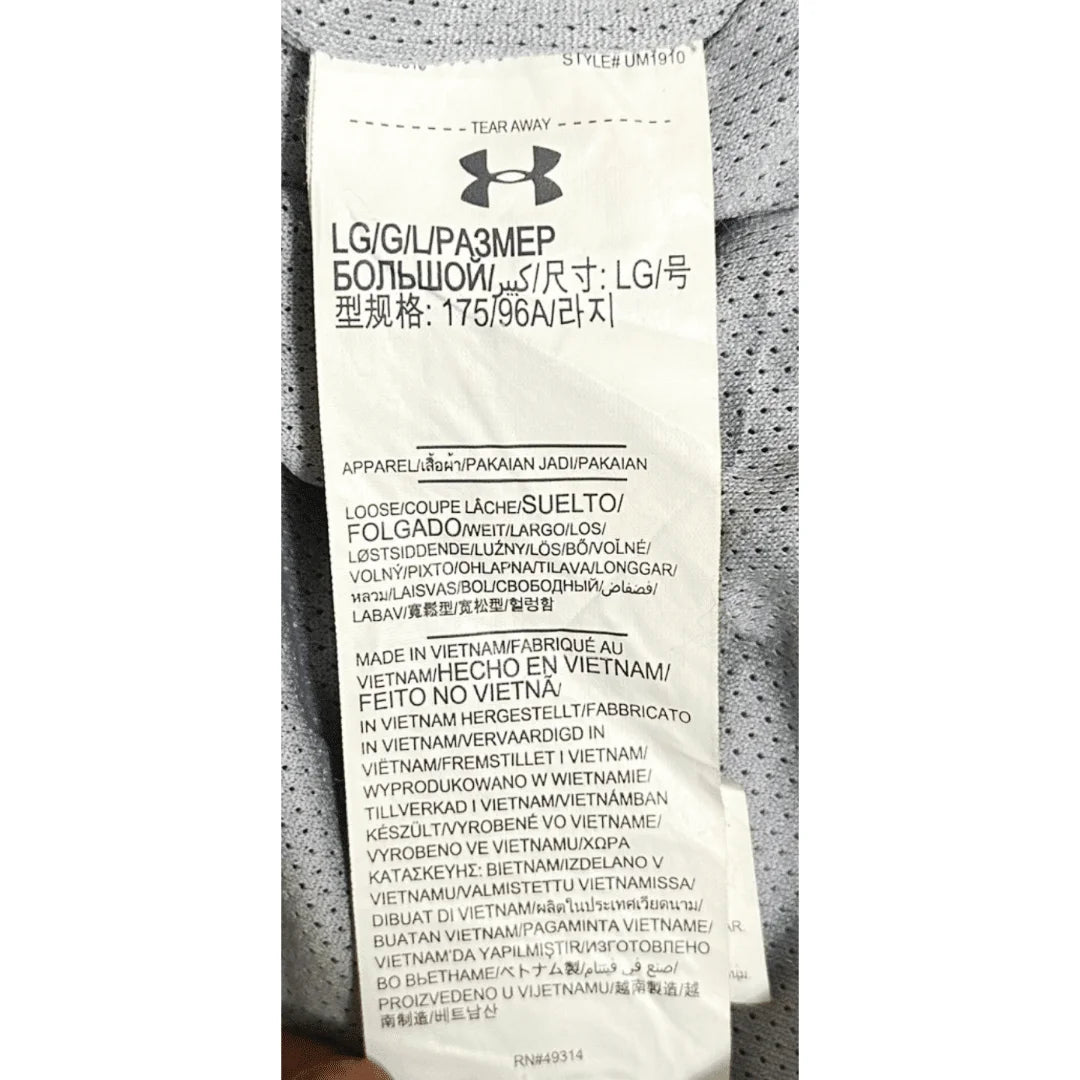 STYLE# UM1910
TEAR AWAY
LG/G/L/РАЗМЕР
БОЛЬШОЙ/كبير/尺寸: LG/号
型规格: 175/96A/라지
APPAREL/เสื้อผ้า/PAKAIAN JADI/PAKAIAN
LOOSE/COUPE LÂCHE/SUELTO/
FOLGADO/WEIT/LARGO/LOS/
LØSTSIDDENDE/LUŹNY/LÖS/BŐ/VOĽNÉ/
VOLNÝ/PIXTO/OHLAPNA/TILAVA/LONGGAR/
หลวม/LAISVAS/BOL/СВОБОДНЫЙ/فضفاض/
LABAV/寬鬆型/宽松型/헐렁함
MADE IN VIETNAM/FABRIQUÉ AU
VIETNAM/HECHO EN VIETNAM/
FEITO NO VIETNÃ/
IN VIETNAM HERGESTELLT/FABBRICATO
IN VIETNAM/VERVAARDIGD IN
VIËTNAM/FREMSTILLET I VIETNAM/
WYPRODUKOWANO W WIETNAMIE/
TILLVERKAD I VIETNAM/VIETNÁMBAN
KÉSZÜLT/VYROBENÉ VO VIETNAME/
VYROBENO VE VIETNAMU/ΧΩΡΑ
ΚΑΤΑΣΚΕΥΗΣ: ΒΙΕΤΝΑΜ/IZDELANO V
VIETNAMU/VALMISTETTU VIETNAMISSA/
DIBUAT DI VIETNAM/ผลิตในประเทศเวียดนาม/
BUATAN VIETNAM/PAGAMINTA VIETNAME/
VIETNAM'DA YAPILMIŞTIR/ИЗГОТОВЛЕНО
ВО ВЬЕТНАМЕ/ベトナム製/صنع في فيتنام/
PROIZVEDENO U VIJETNAMU/越南製造/越
南制造/베트남산
RN#49314